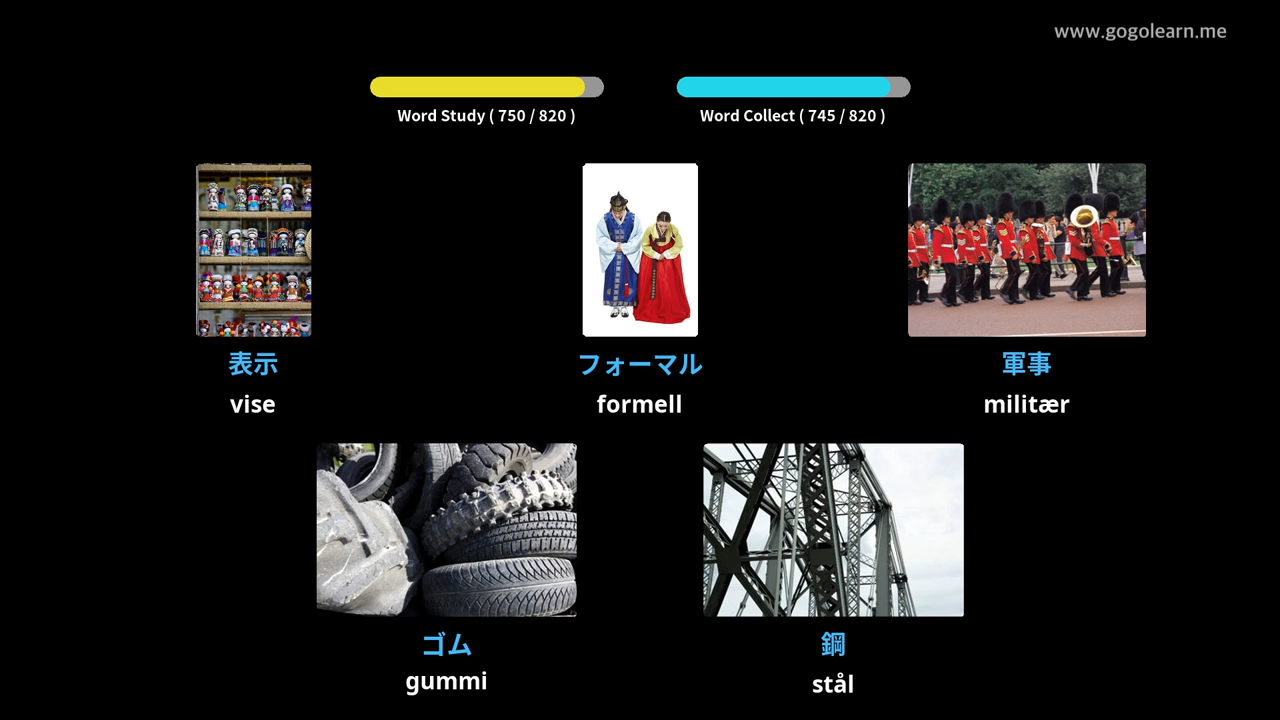 www.gogolearn.me
Word Study ( 750 / 820 )
Word Collect ( 745 / 820 )
表示
vise
フォーマル
formell
軍事
militær
ゴム
gummi
鋼
stål